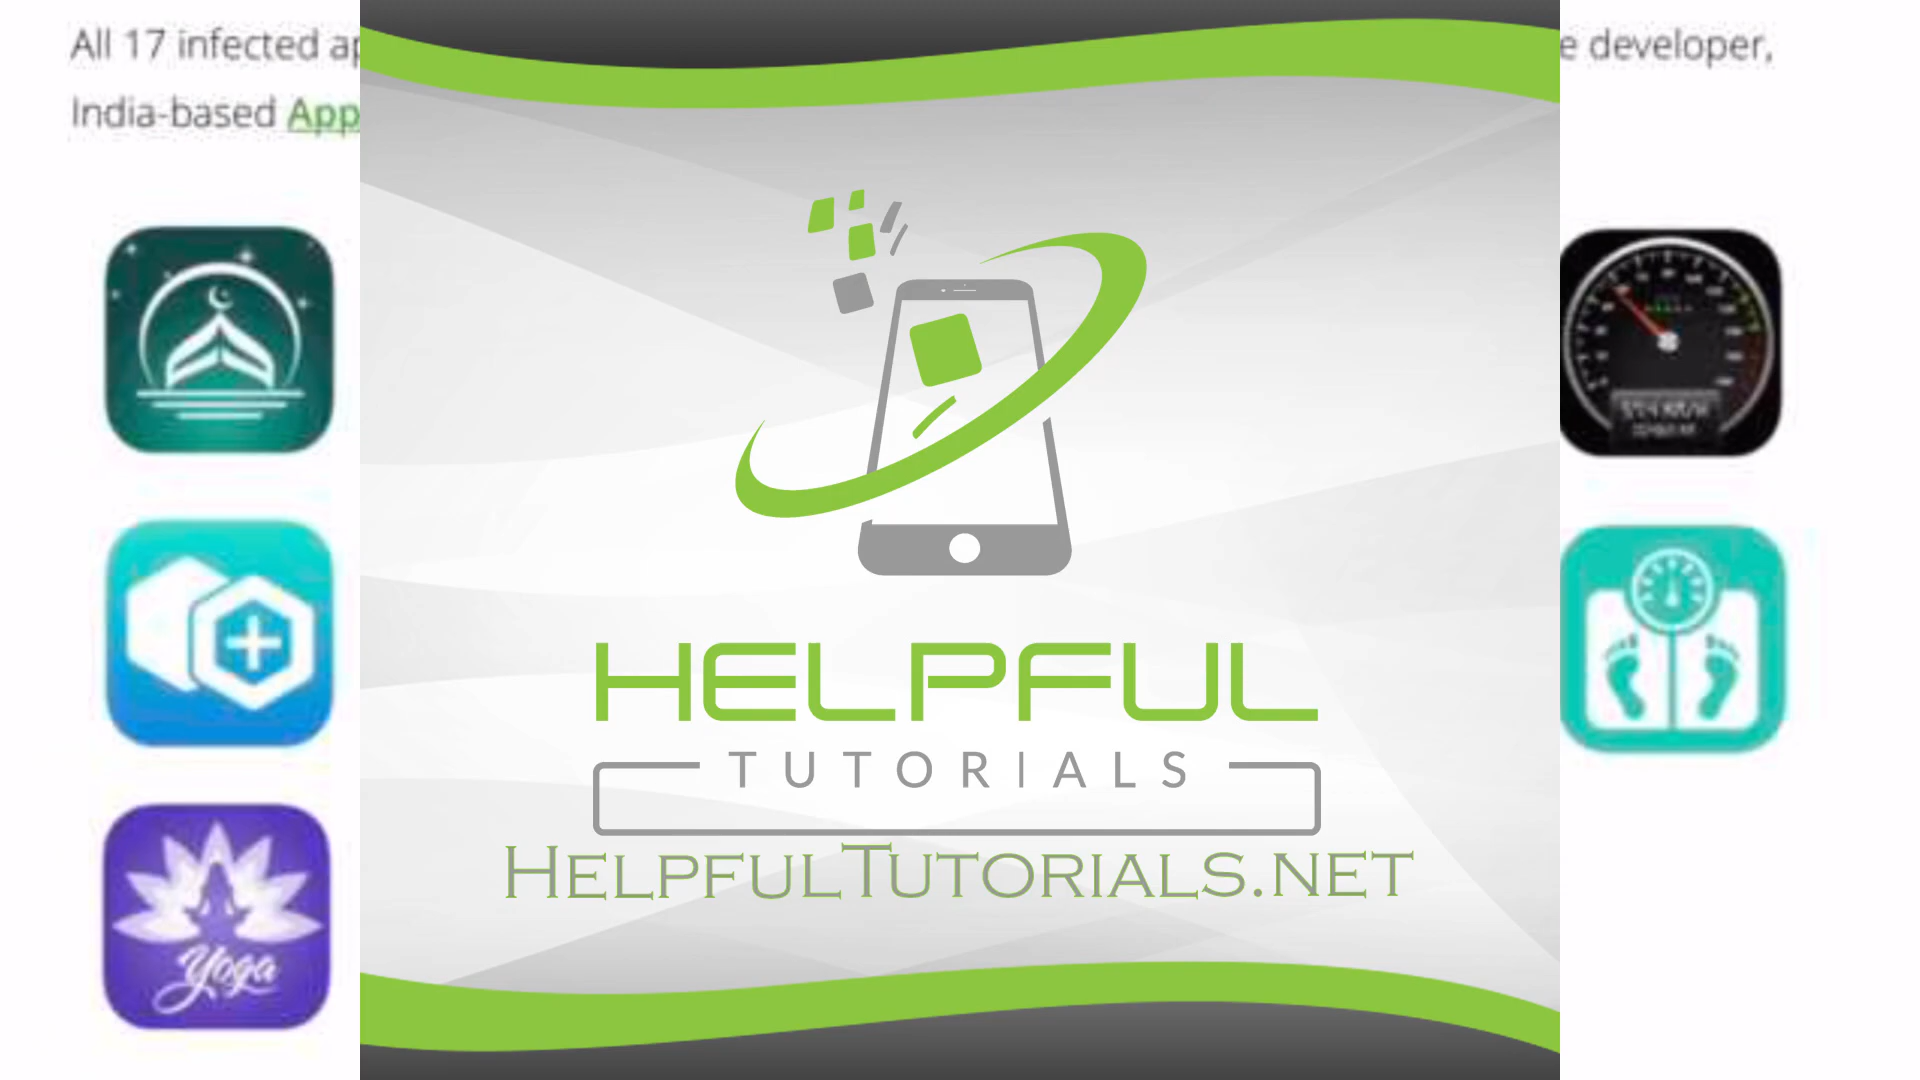 All 17 infected ap
e developer,
India-based App
HELPFUL
TUTORIALS
HELPFULTUTORIALS.NET
Yoga